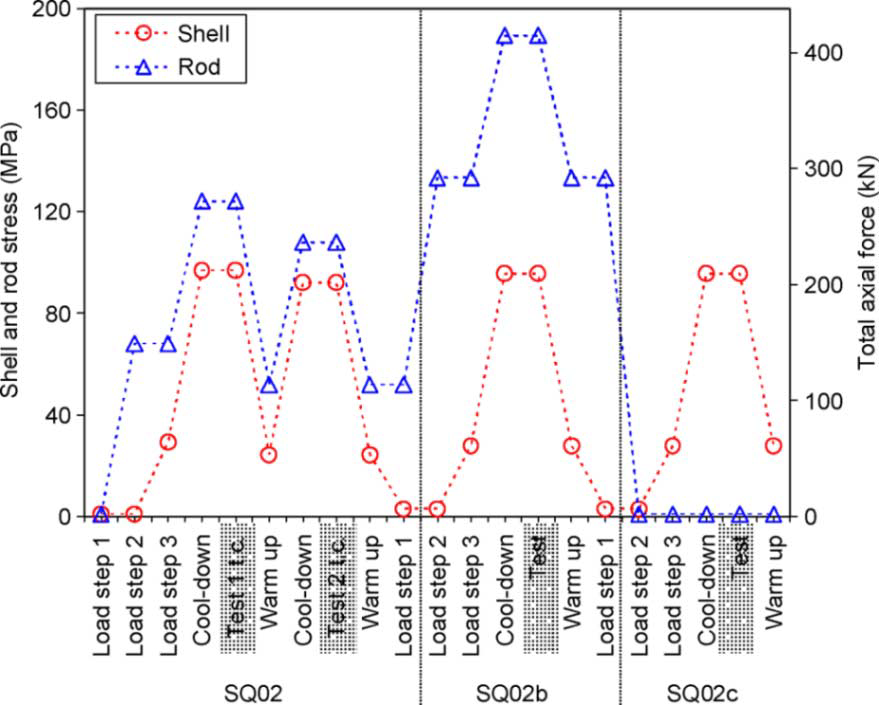 Shell
Rod
Shell and rod stress (MPa)
200
160
120
80
40
0
Total axial force (kN)
400
300
200
100
0
Load step 1
Load step 2
Load step 3
Cool-down
Test 1 t.c.
Warm up
Cool-down
Test 2 t.c.
Warm up
Load step 1
Load step 2
Load step 3
Cool-down
Test
Warm up
Load step 1
Load step 2
Load step 3
Cool-down
Test
Warm up
SQ02
SQ02b
SQ02c